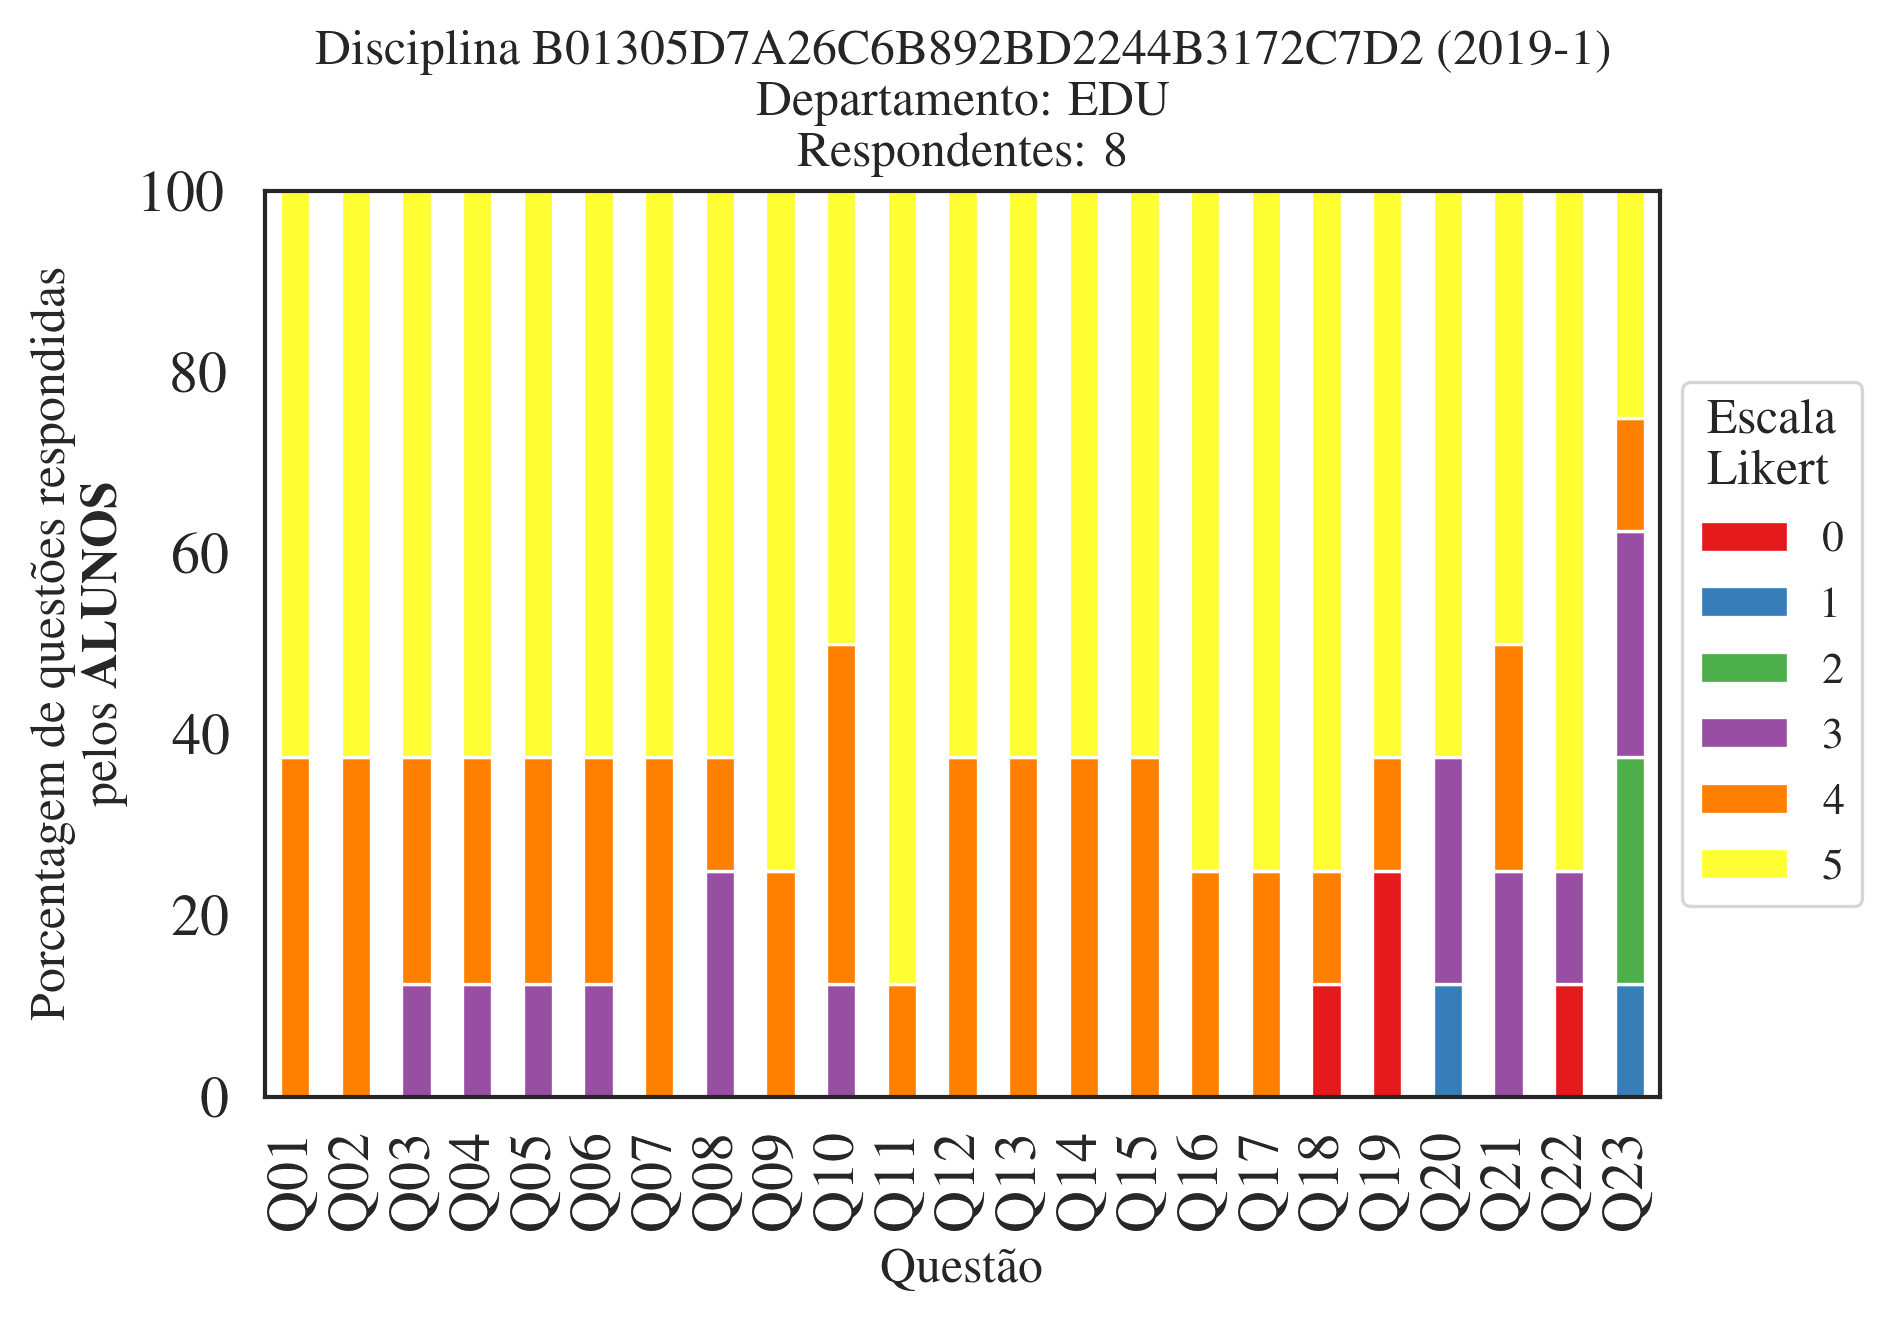 Disciplina B01305D7A26C6B892BD2244B3172C7D2 (2019-1)
Departamento: EDU
Respondentes: 8
Porcentagem de questões respondidas
pelos ALUNOS
100
80
60
40
20
0
Q01
Q02
Q03
Q04
Q05
Q06
Q07
Q08
Q09
Q10
Q11
Q12
Q13
Q14
Q15
Q16
Q17
Q18
Q19
Q20
Q21
Q22
Q23
Questão
Escala
Likert
0
1
2
3
4
5